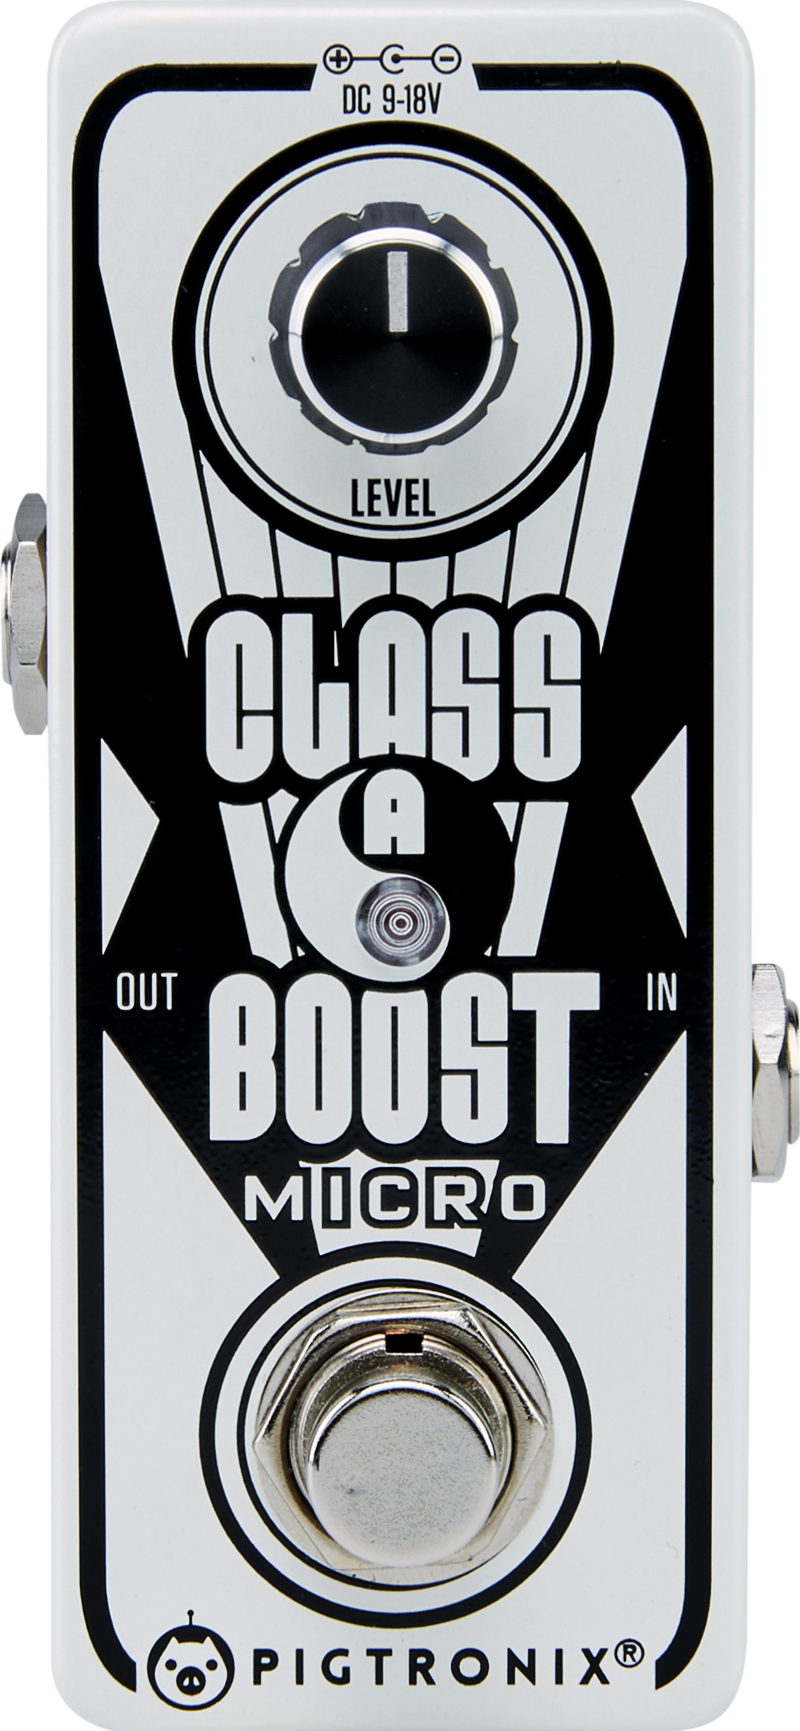 DC 9-18V
LEVEL
CLASS
A
BOOST
OUT
IN
MICRO
PIGTRONIX®